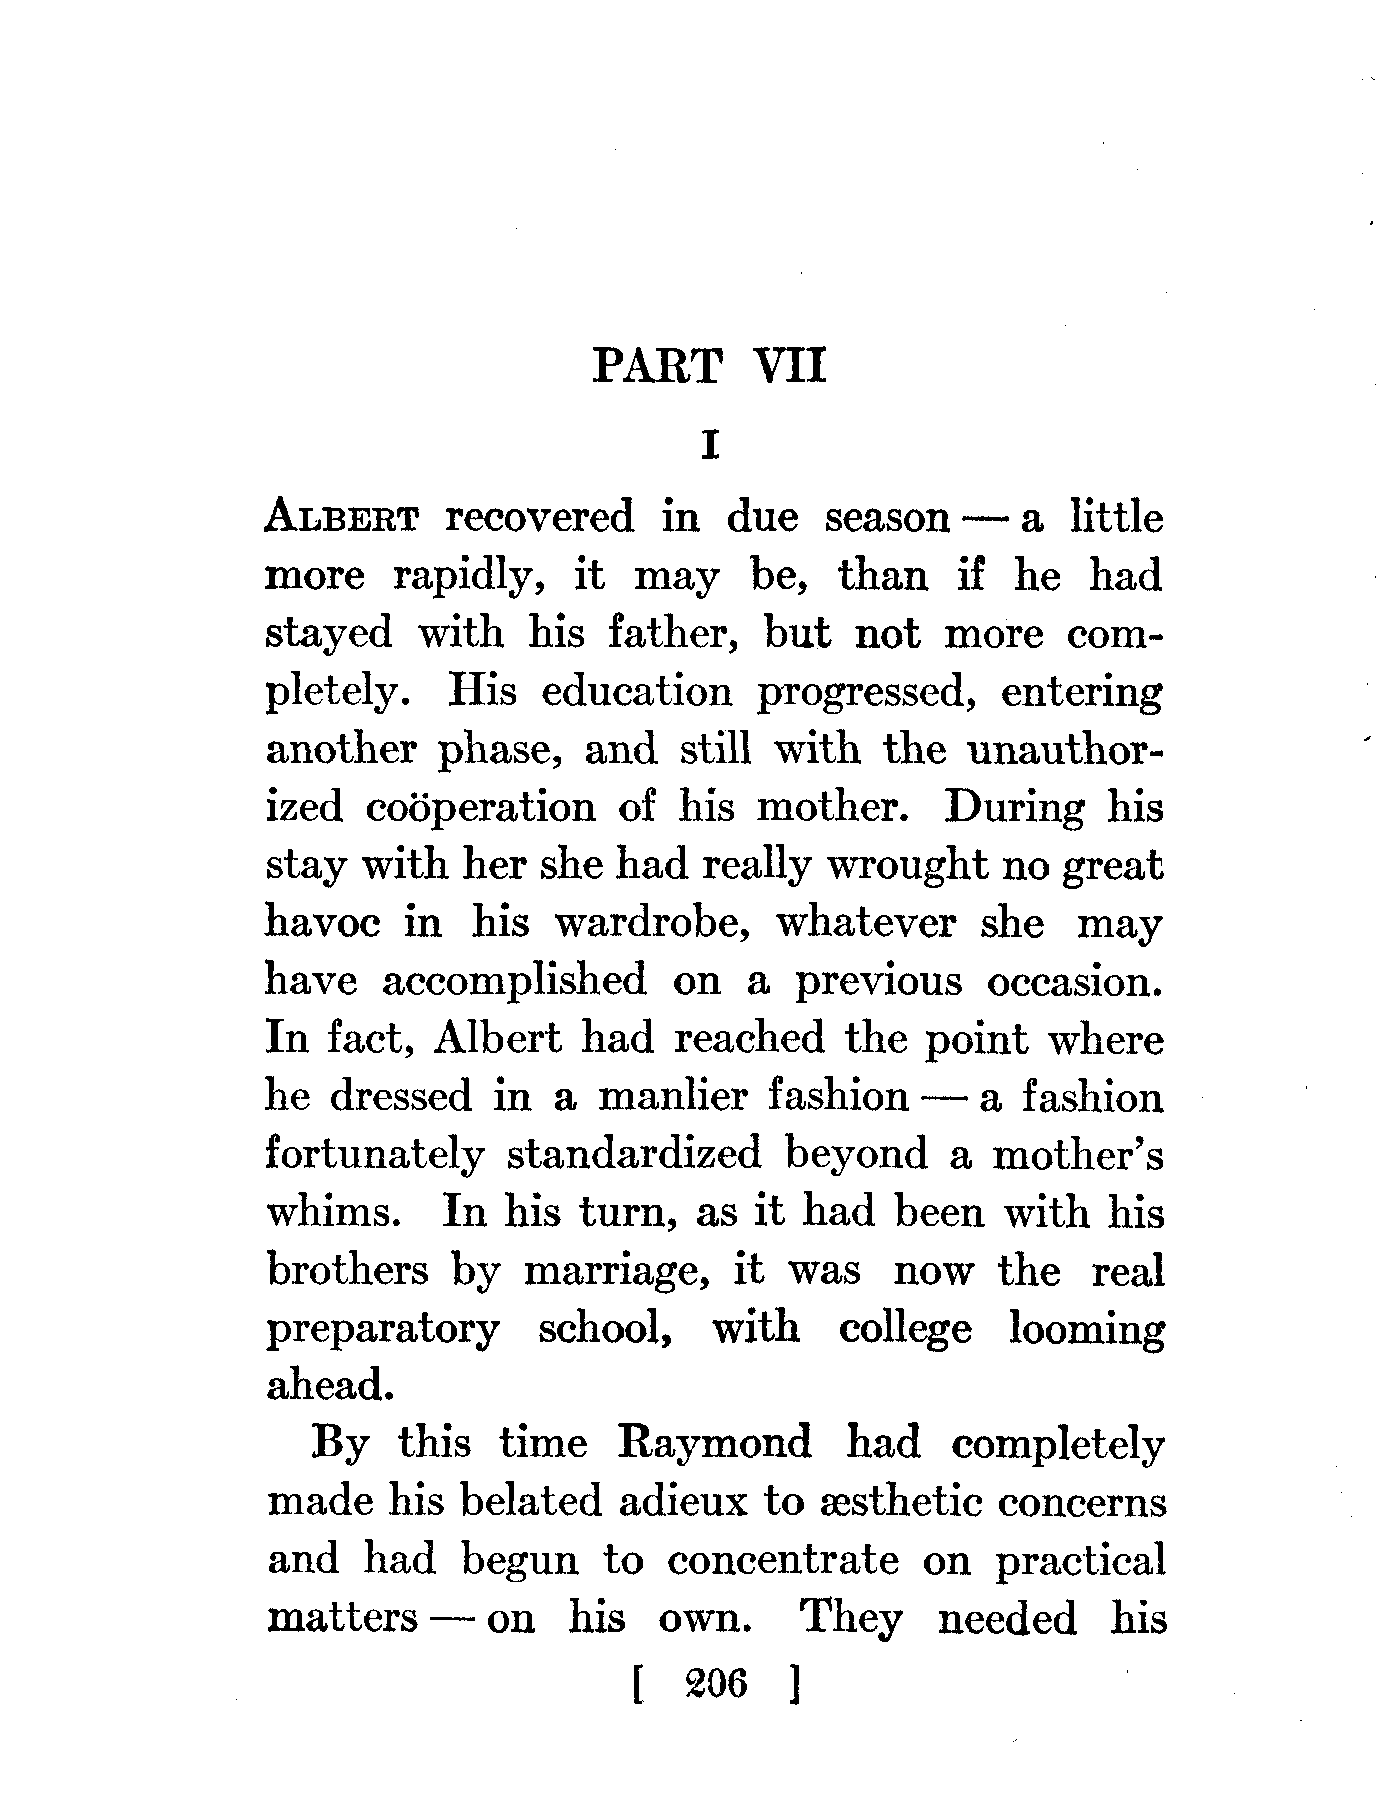 PART VII
I
ALBERT recovered in due season — a little
more rapidly, it may be, than if he had
stayed with his father, but not more com-
pletely. His education progressed, entering
another phase, and still with the unauthor-
ized coöperation of his mother. During his
stay with her she had really wrought no great
havoc in his wardrobe, whatever she may
have accomplished on a previous occasion.
In fact, Albert had reached the point where
he dressed in a manlier fashion — a fashion
fortunately standardized beyond a mother's
whims. In his turn, as it had been with his
brothers by marriage, it was now the real
preparatory school, with college looming
ahead.
By this time Raymond had completely
made his belated adieux to æsthetic concerns
and had begun to concentrate on practical
matters — on his own. They needed his
[ 206 ]